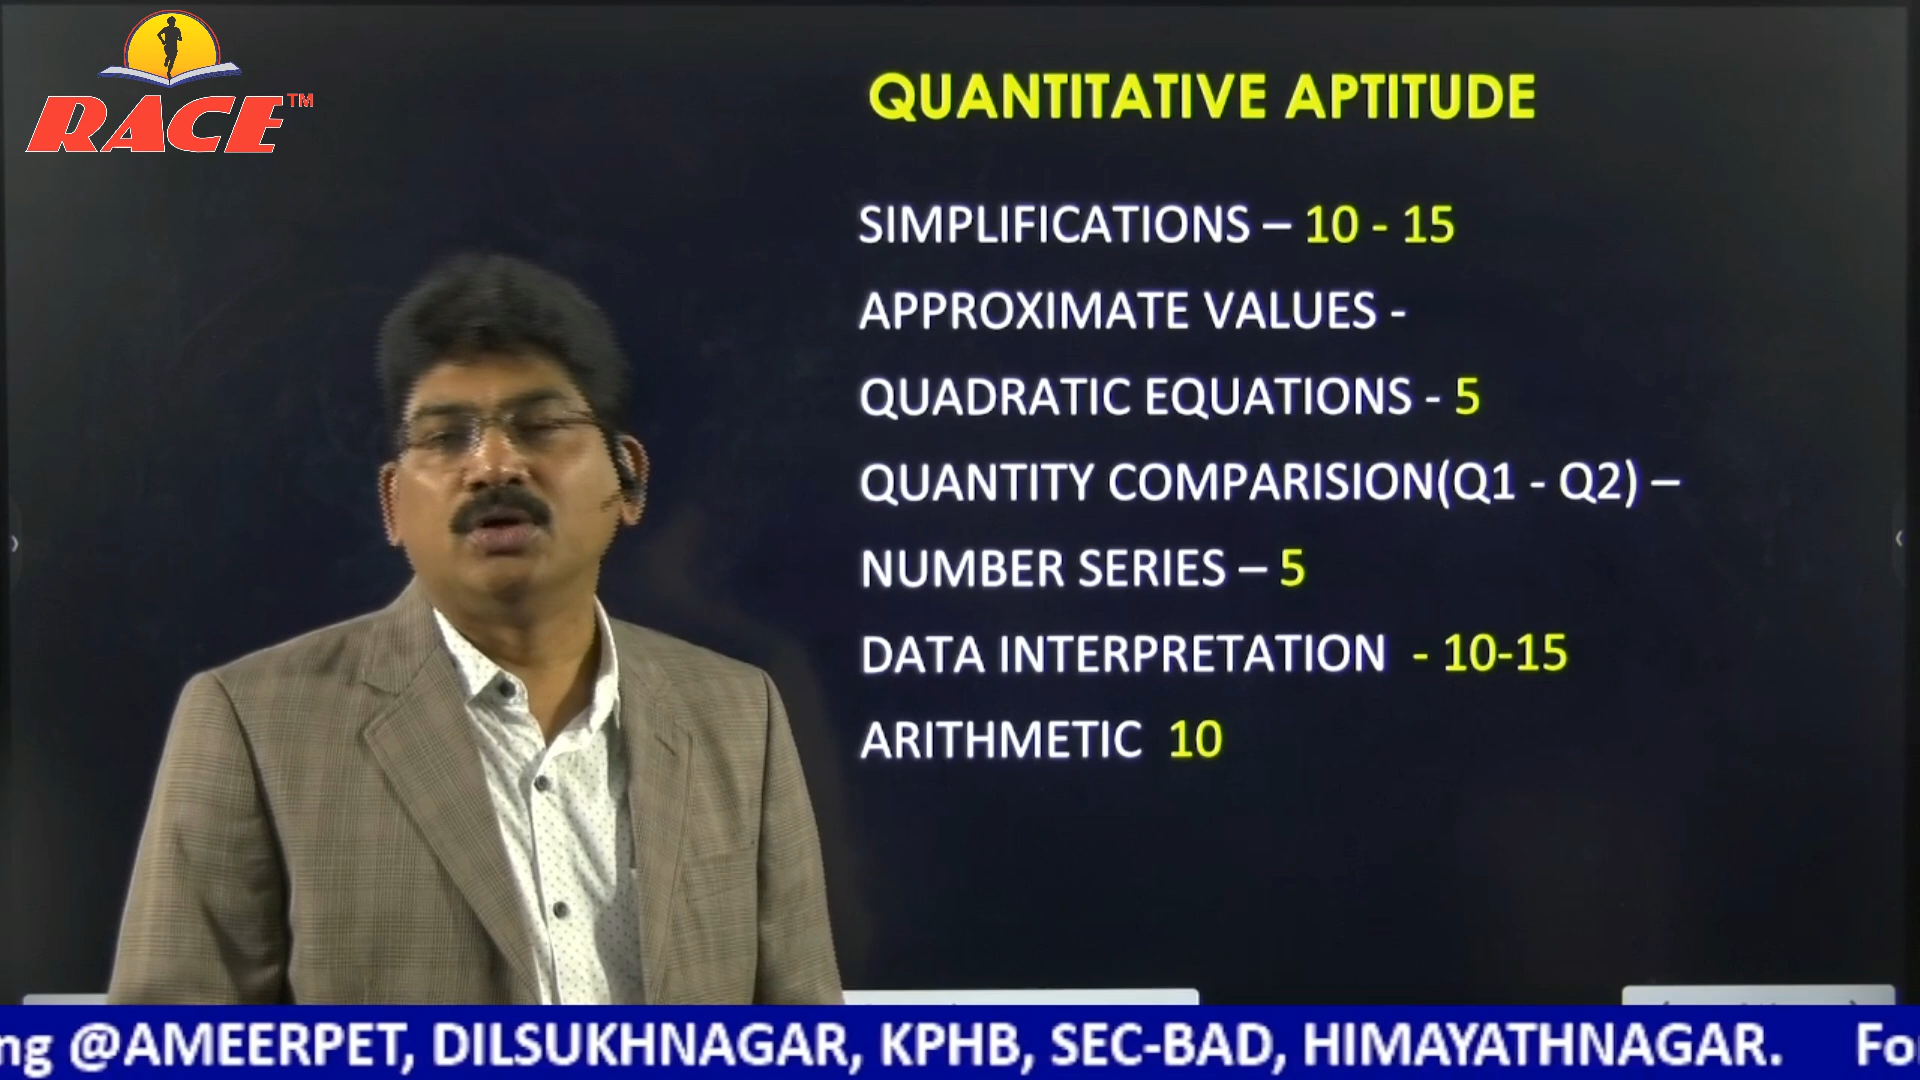 RACE™
QUANTITATIVE APTITUDE
SIMPLIFICATIONS – 10 - 15
APPROXIMATE VALUES -
QUADRATIC EQUATIONS - 5
QUANTITY COMPARISION(Q1 - Q2) –
NUMBER SERIES – 5
DATA INTERPRETATION - 10-15
ARITHMETIC 10
ng @AMEERPET, DILSUKHNAGAR, KPHB, SEC-BAD, HIMAYATHNAGAR. Fo